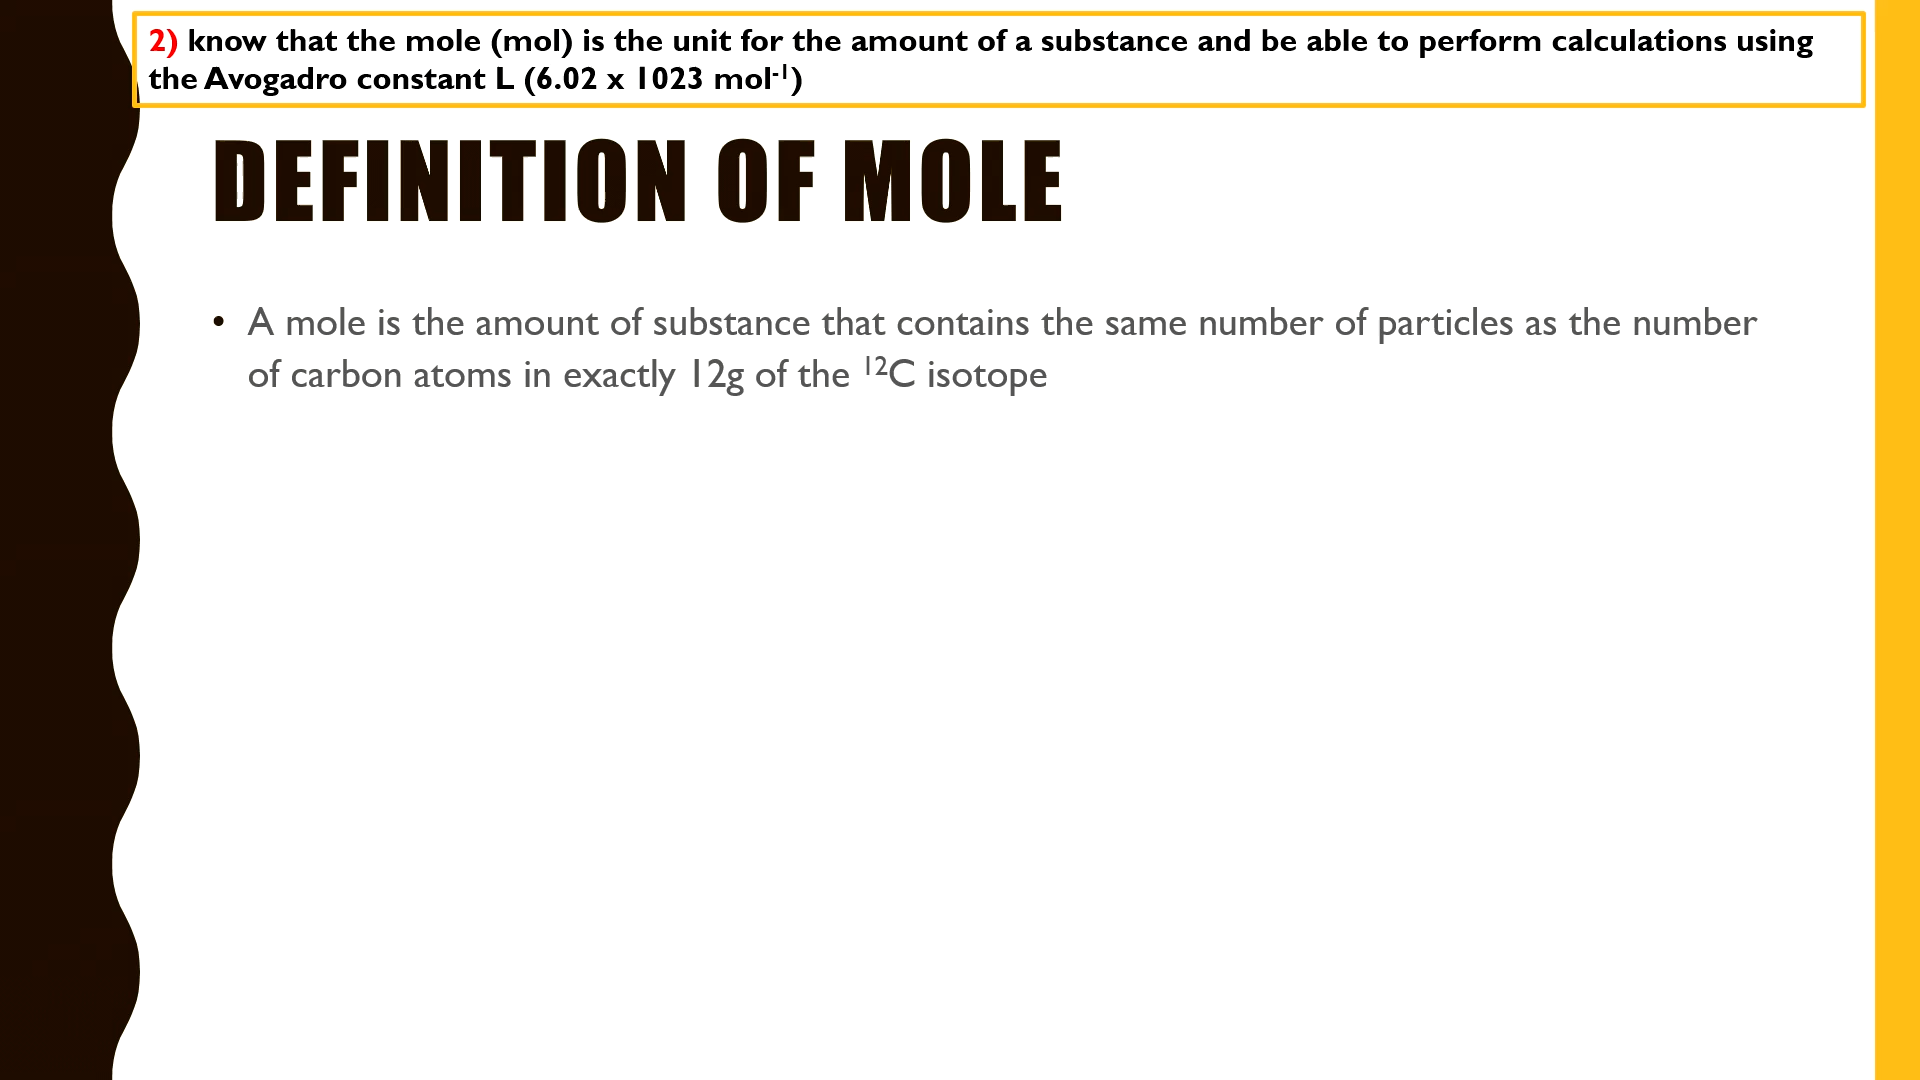 2) know that the mole (mol) is the unit for the amount of a substance and be able to perform calculations using
the Avogadro constant L (6.02 x 1023 mol⁻¹)
DEFINITION OF MOLE
• A mole is the amount of substance that contains the same number of particles as the number
of carbon atoms in exactly 12g of the ¹²C isotope